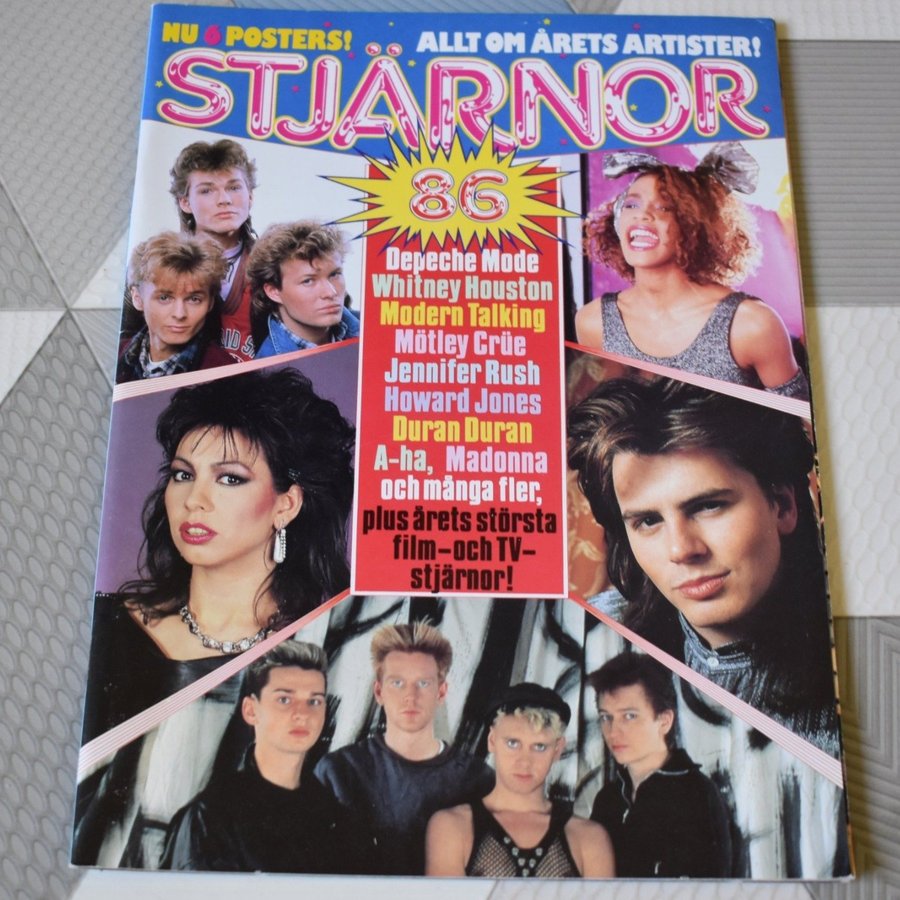 NU 6 POSTERS!
ALLT OM ÅRETS ARTISTER!
STJÄRNOR
86
Depeche Mode
Whitney Houston
Modern Talking
Mötley Crüe
Jennifer Rush
Howard Jones
Duran Duran
A-ha, Madonna
och många fler,
plus årets största
film-och TV-
stjärnor!